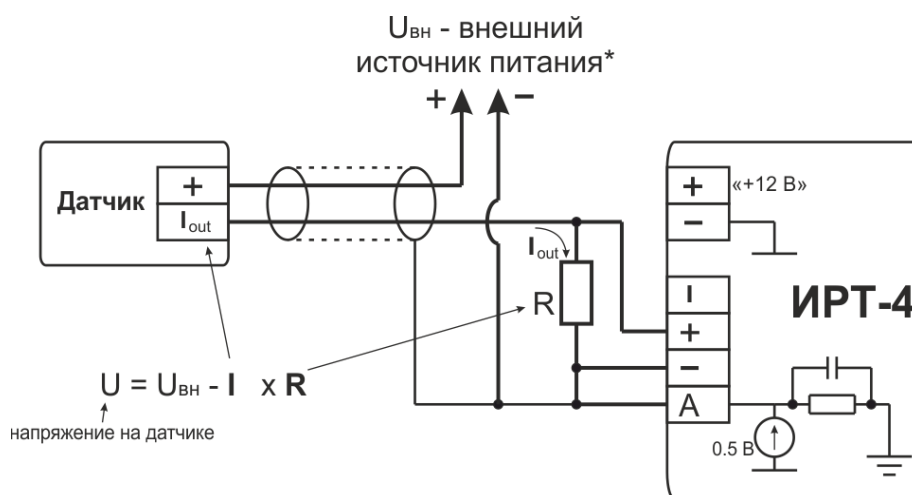 Uвн - внешний
источник питания*
+ −
Датчик
+
Iout
+
−
«+12 В»
Iout
R
I
+
−
A
ИРТ-4
U = Uвн - I x R
напряжение на датчике
0.5 В